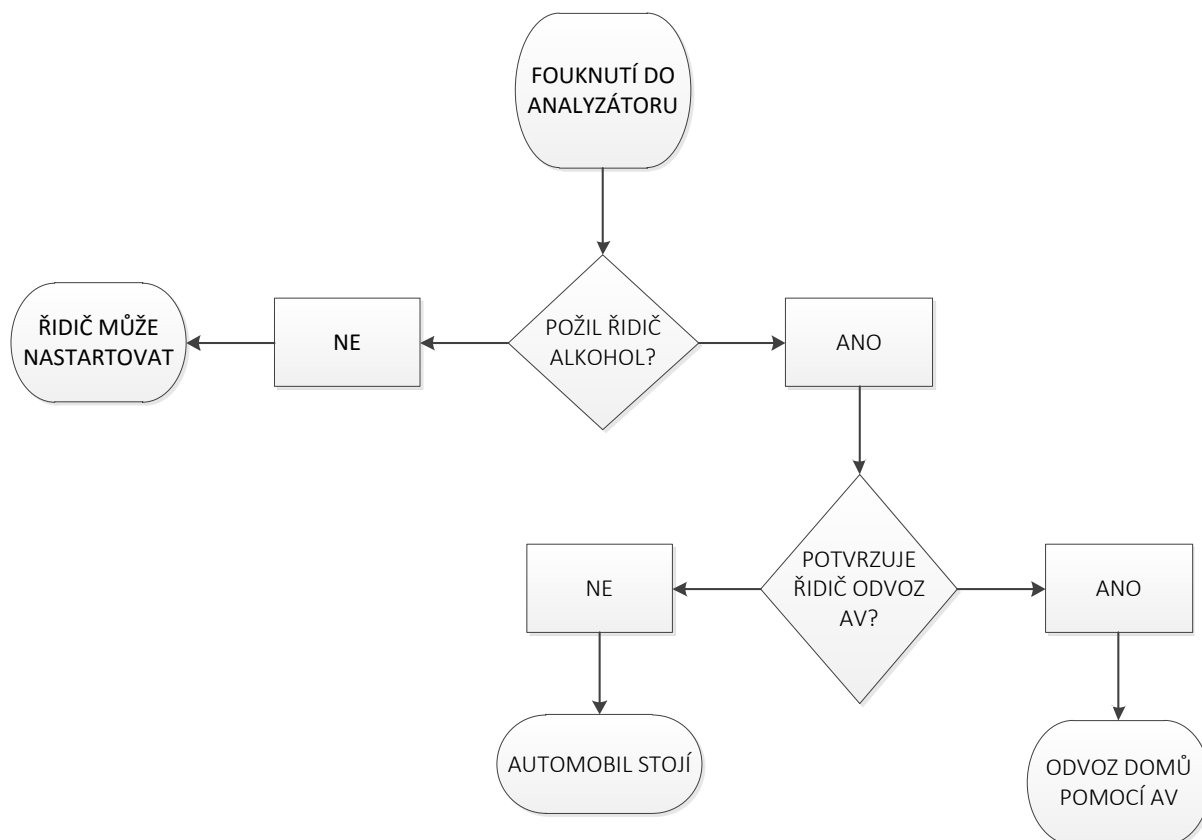 FOUKNUTÍ DO
ANALYZÁTORU
ŘIDIČ MŮŽE
NASTARTOVAT
NE
POŽIL ŘIDIČ
ALKOHOL?
ANO
NE
POTVRZUJE
ŘIDIČ ODVOZ
AV?
ANO
AUTOMOBIL STOJÍ
ODVOZ DOMŮ
POMOCÍ AV